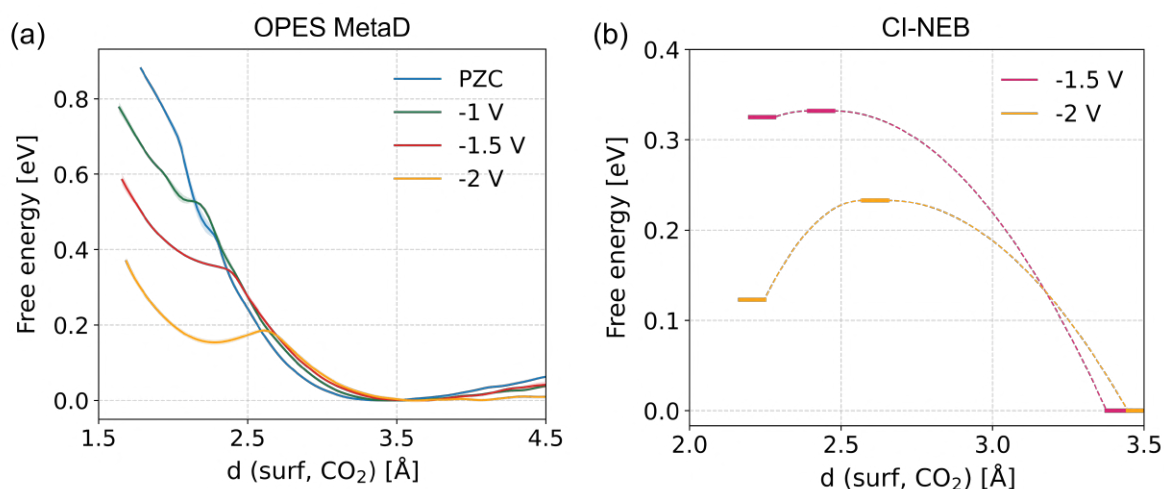 (a)
OPES MetaD
Free energy [eV]
0.8
0.6
0.4
0.2
0.0
PZC
-1 V
-1.5 V
-2 V
1.5
2.5
3.5
4.5
d (surf, CO₂) [Å]
(b)
CI-NEB
Free energy [eV]
0.4
0.3
0.2
0.1
0.0
-1.5 V
-2 V
2.0
2.5
3.0
3.5
d (surf, CO₂) [Å]